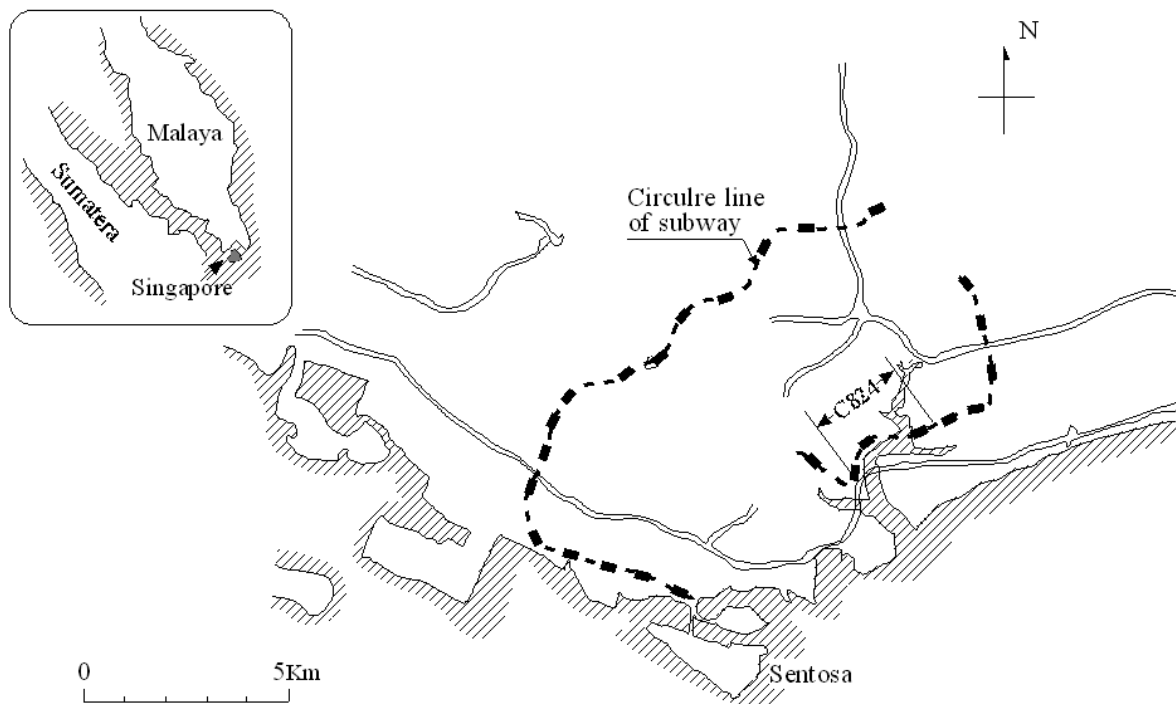 Malaya
Sumatera
Singapore
N
Circulre line
of subway
C824
Sentosa
0 5Km